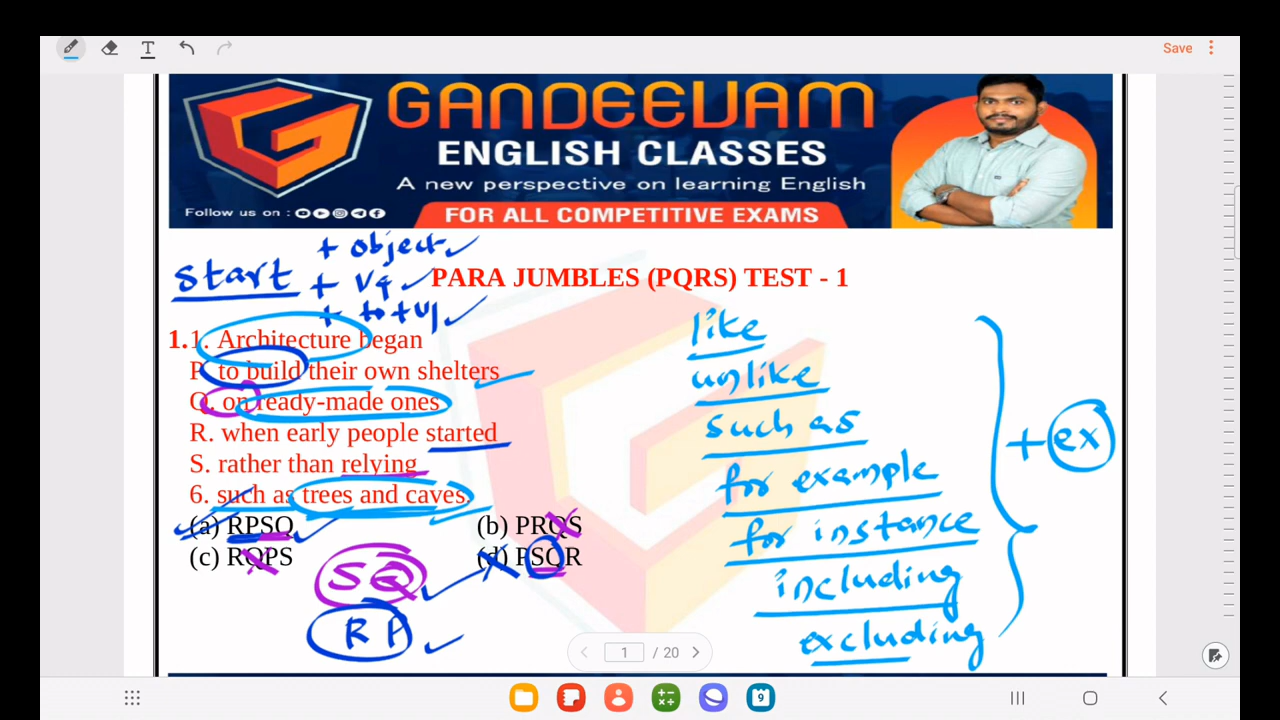 Save
GANDEEVAM
ENGLISH CLASSES
A new perspective on learning English
Follow us on :
FOR ALL COMPETITIVE EXAMS
start + object
+ V4
+ to + V1
PARA JUMBLES (PQRS) TEST - 1
1. 1. Architecture began
P. to build their own shelters
Q. on ready-made ones
R. when early people started
S. rather than relying
6. such as trees and caves.
(a) RPSQ (b) PRQS
(c) RQPS (d) PSQR
SQ
RP
like
unlike
such as
for example
for instance
including
excluding
+ ex
1 / 20
9